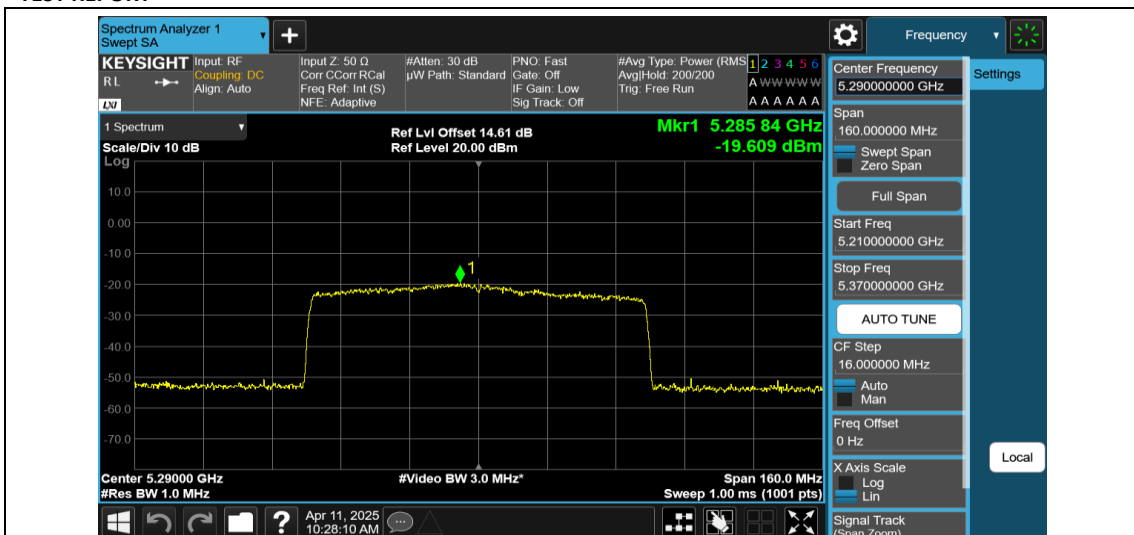 Spectrum Analyzer 1
Swept SA
Frequency
KEYSIGHT
R L
LXI
Input: RF
Coupling: DC
Align: Auto
Input Z: 50 Ω
Corr CCorr RCal
Freq Ref: Int (S)
NFE: Adaptive
#Atten: 30 dB
µW Path: Standard
PNO: Fast
Gate: Off
IF Gain: Low
Sig Track: Off
#Avg Type: Power (RMS
Avg|Hold: 200/200
Trig: Free Run
1 2 3 4 5 6
A W W W W W
A A A A A A
Center Frequency
5.290000000 GHz
Settings
Span
160.000000 MHz
Swept Span
Zero Span
Full Span
Start Freq
5.210000000 GHz
Stop Freq
5.370000000 GHz
AUTO TUNE
CF Step
16.000000 MHz
Auto
Man
Freq Offset
0 Hz
X Axis Scale
Log
Lin
Signal Track
(Span Zoom)
Local
1 Spectrum
Scale/Div 10 dB
Log
Ref Lvl Offset 14.61 dB
Ref Level 20.00 dBm
Mkr1 5.285 84 GHz
-19.609 dBm
10.0
0.00
-10.0
1
-20.0
-30.0
-40.0
-50.0
-60.0
-70.0
Center 5.29000 GHz
#Res BW 1.0 MHz
#Video BW 3.0 MHz*
Span 160.0 MHz
Sweep 1.00 ms (1001 pts)
?
Apr 11, 2025
10:28:10 AM